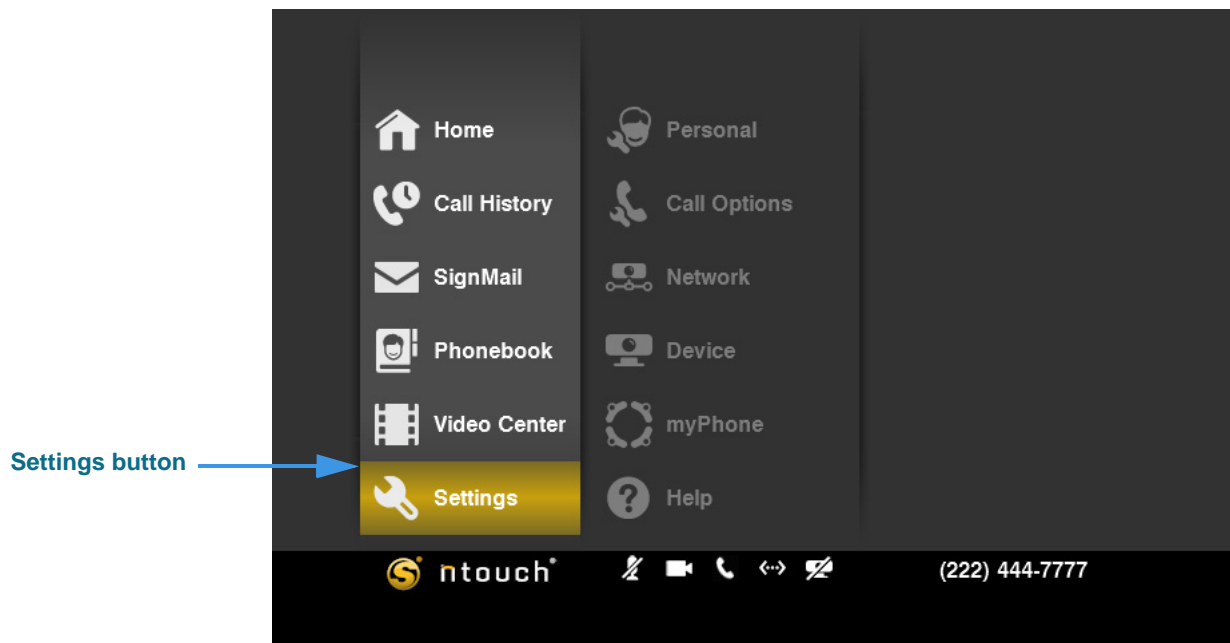 Home
Call History
SignMail
Phonebook
Video Center
Settings
Personal
Call Options
Network
Device
myPhone
Help
Settings button
S ntouch®
(222) 444-7777